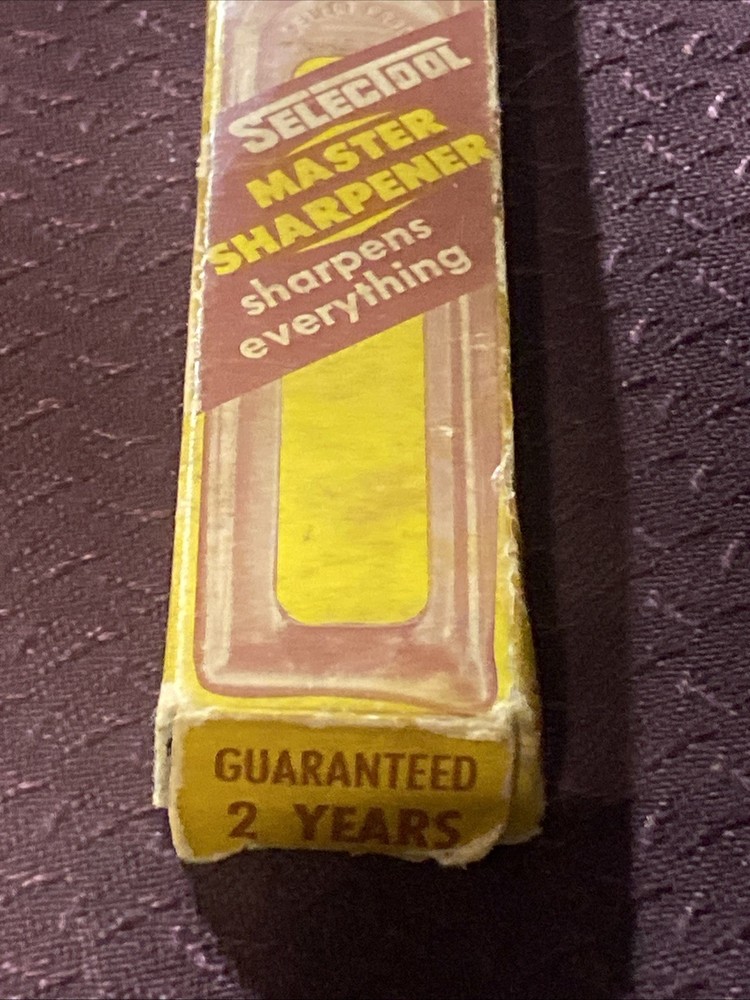 SELECTOOL
MASTER
SHARPENER
sharpens
everything
GUARANTEED
2 YEARS